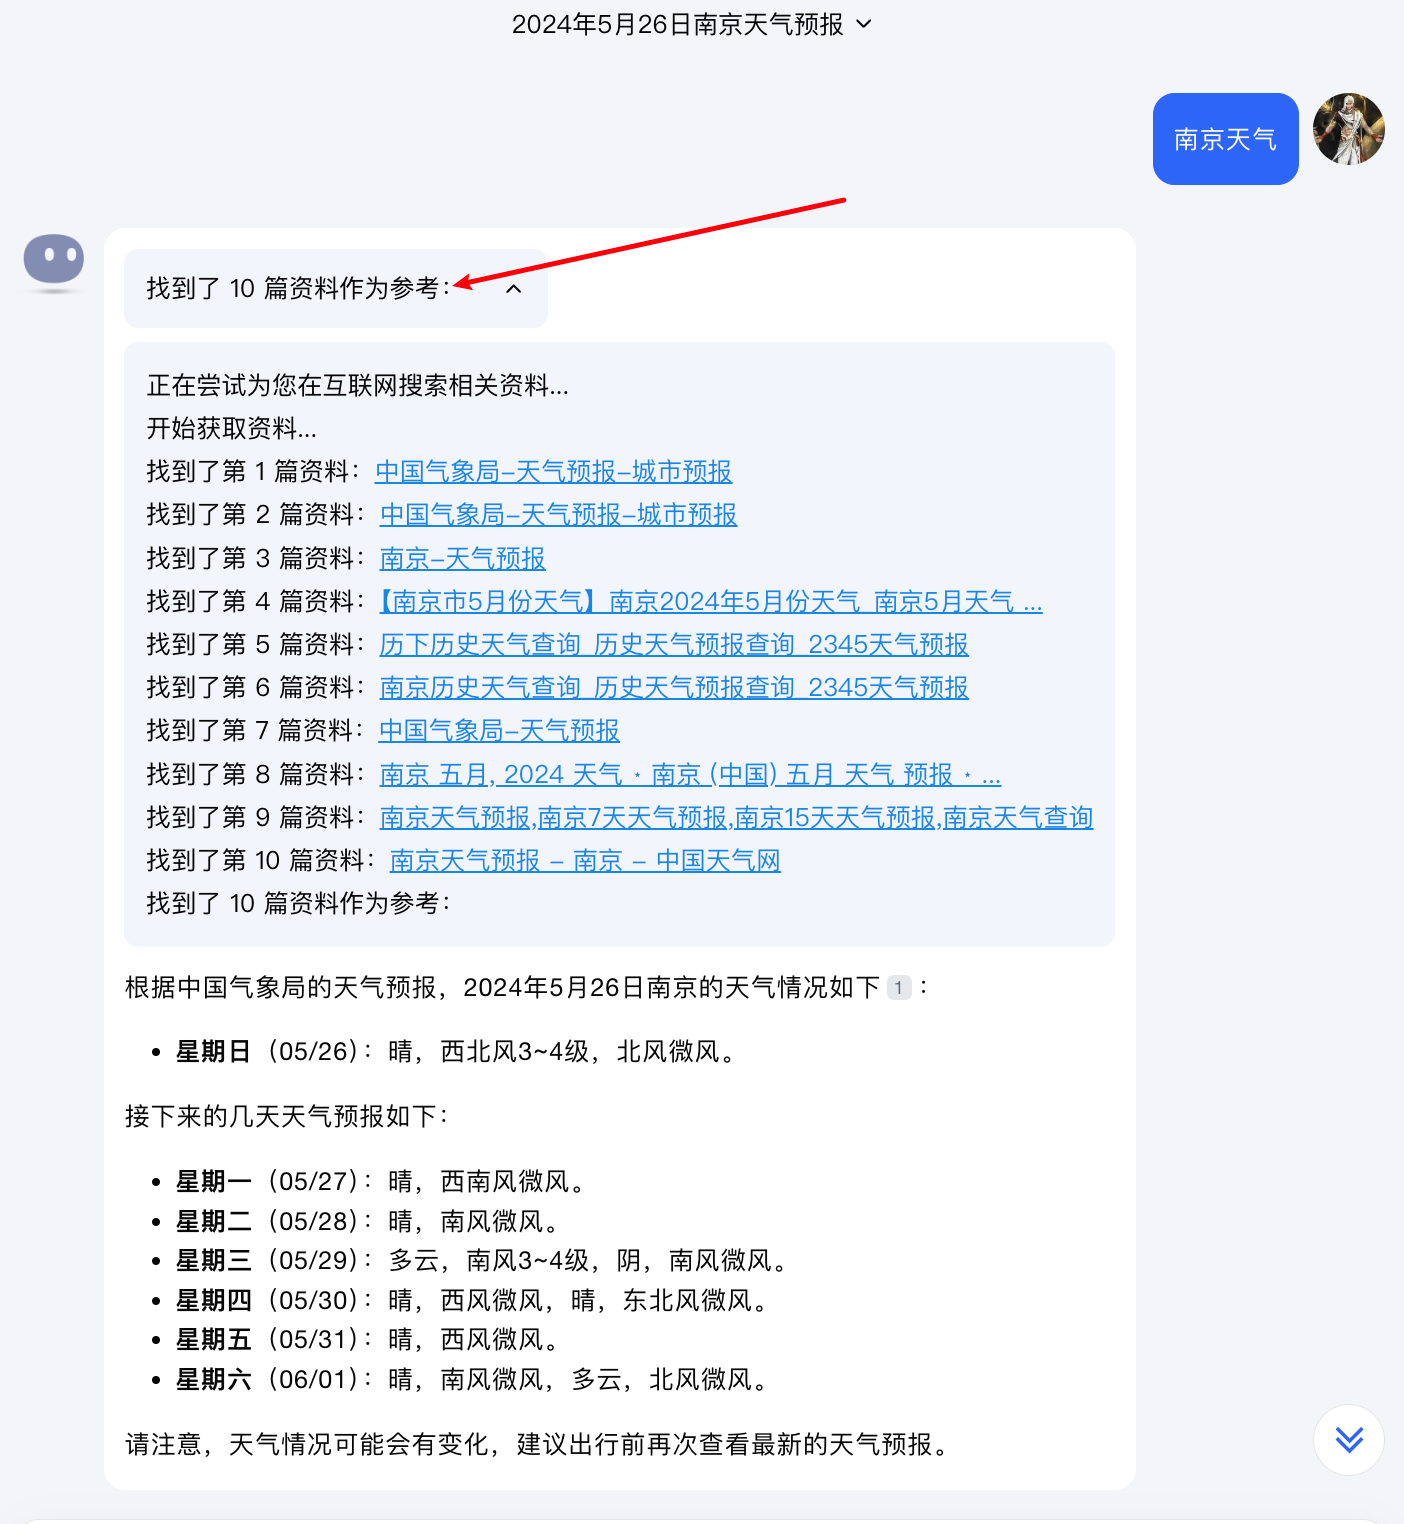 2024年5月26日南京天气预报
南京天气
找到了 10 篇资料作为参考：
正在尝试为您在互联网搜索相关资料...
开始获取资料...
找到了第 1 篇资料：中国气象局-天气预报-城市预报
找到了第 2 篇资料：中国气象局-天气预报-城市预报
找到了第 3 篇资料：南京-天气预报
找到了第 4 篇资料：【南京市5月份天气】南京2024年5月份天气_南京5月天气 ...
找到了第 5 篇资料：历下历史天气查询_历史天气预报查询_2345天气预报
找到了第 6 篇资料：南京历史天气查询_历史天气预报查询_2345天气预报
找到了第 7 篇资料：中国气象局-天气预报
找到了第 8 篇资料：南京 五月, 2024 天气 ⋆ 南京 (中国) 五月 天气 预报 ⋆ ...
找到了第 9 篇资料：南京天气预报,南京7天天气预报,南京15天天气预报,南京天气查询
找到了第 10 篇资料：南京天气预报 - 南京 - 中国天气网
找到了 10 篇资料作为参考：
根据中国气象局的天气预报，2024年5月26日南京的天气情况如下 1 ：
• 星期日（05/26）：晴，西北风3~4级，北风微风。
接下来的几天天气预报如下：
• 星期一（05/27）：晴，西南风微风。
• 星期二（05/28）：晴，南风微风。
• 星期三（05/29）：多云，南风3~4级，阴，南风微风。
• 星期四（05/30）：晴，西风微风，晴，东北风微风。
• 星期五（05/31）：晴，西风微风。
• 星期六（06/01）：晴，南风微风，多云，北风微风。
请注意，天气情况可能会有变化，建议出行前再次查看最新的天气预报。